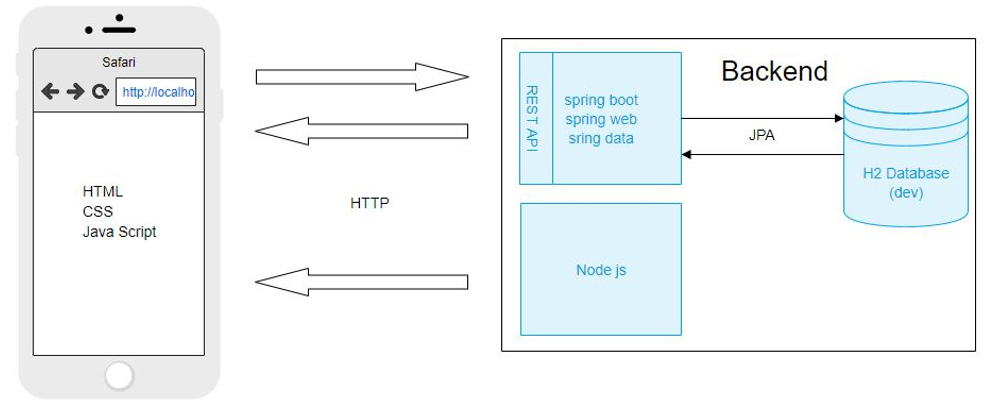 Safari
http://localho
HTML
CSS
Java Script
HTTP
Backend
REST API
spring boot
spring web
sring data
JPA
H2 Database
(dev)
Node js